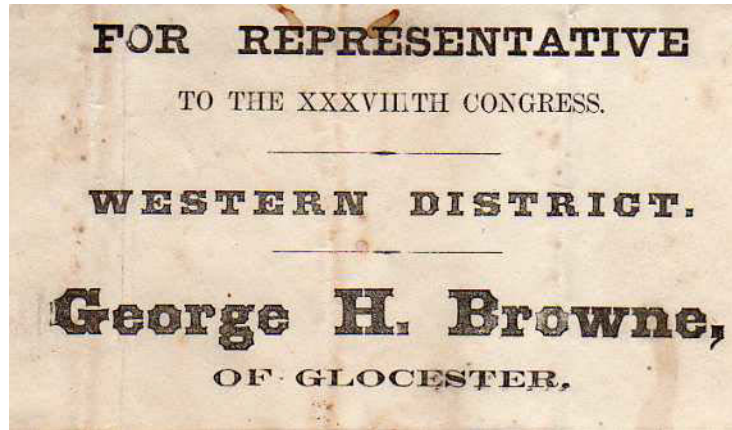 FOR REPRESENTATIVE
TO THE XXXVIIITH CONGRESS.
WESTERN DISTRICT.
George H. Browne,
OF GLOCESTER.